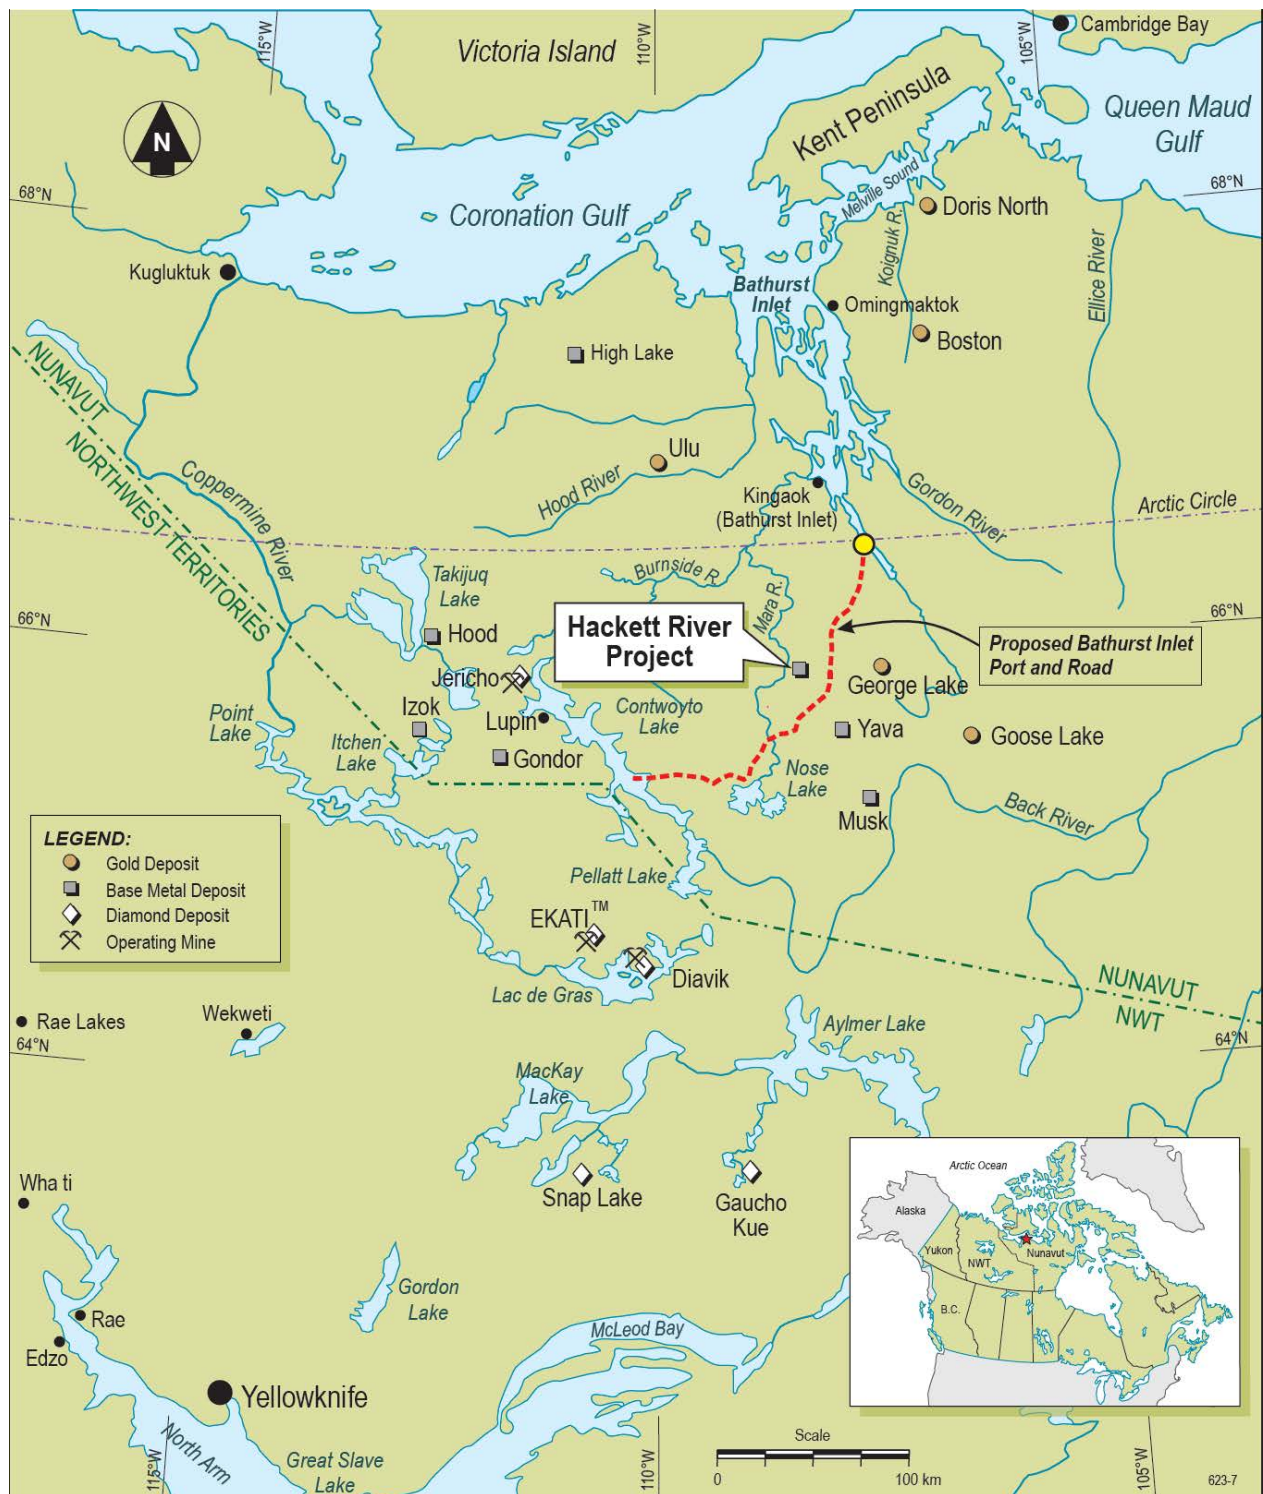 115°W
Victoria Island
110°W
105°W
Cambridge Bay
Queen Maud
Gulf
Kent Peninsula
N
68°N
68°N
Melville Sound
Doris North
Coronation Gulf
Koignuk R.
Ellice River
Kugluktuk
Bathurst
Inlet
Omingmaktok
Boston
High Lake
NUNAVUT
NORTHWEST TERRITORIES
Coppermine River
Ulu
Hood River
Kingaok
(Bathurst Inlet)
Gordon River
Arctic Circle
Takijuq
Lake
Burnside R.
Mara R.
66°N
66°N
Hood
Hackett River
Project
Proposed Bathurst Inlet
Port and Road
Jericho
George Lake
Izok
Lupin
Contwoyto
Lake
Point
Lake
Itchen
Lake
Gondor
Yava
Goose Lake
Nose
Lake
Musk
Back River
LEGEND:
Gold Deposit
Base Metal Deposit
Diamond Deposit
Operating Mine
Pellatt Lake
EKATI™
Diavik
Lac de Gras
NUNAVUT
NWT
Rae Lakes
Wekweti
Aylmer Lake
64°N
64°N
MacKay
Lake
Wha ti
Snap Lake
Gaucho
Kue
Arctic Ocean
Alaska
Yukon
NWT
Nunavut
B.C.
Gordon
Lake
Rae
Edzo
McLeod Bay
Yellowknife
North Arm
Great Slave
Lake
115°W
110°W
105°W
Scale
0
100 km
623-7